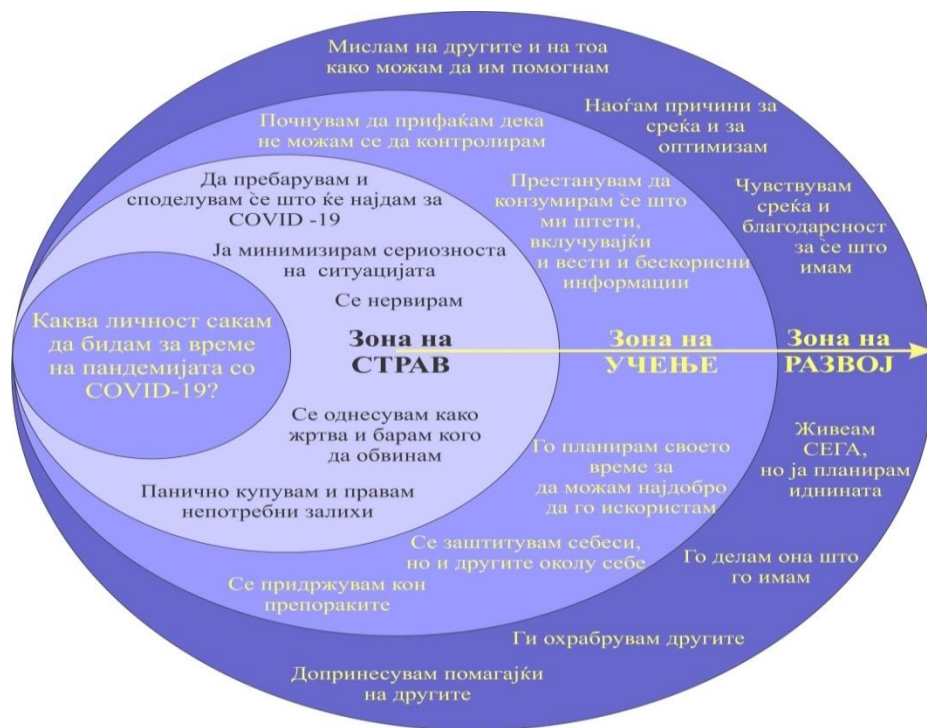 Мислам на другите и на тоа
како можам да им помогнам
Наоѓам причини за
среќа и за
оптимизам
Почнувам да прифаќам дека
не можам се да контролирам
Да пребарувам и
споделувам сѐ што ќе најдам за
COVID -19
Престанувам да
конзумирам сѐ што
ми штети,
вклучувајќи
и вести и бескорисни
информации
Чувствувам
среќа и
благодарсност
за сѐ што
имам
Ја минимизирам сериозноста
на ситуацијата
Се нервирам
Каква личност сакам
да бидам за време
на пандемијата со
COVID-19?
Зона на
СТРАВ
Зона на
УЧЕЊЕ
Зона на
РАЗВОЈ
Се однесувам како
жртва и барам кого
да обвинам
Го планирам своето
време за
да можам најдобро
да го искористам
Живеам
СЕГА,
но ја планирам
иднината
Панично купувам и правам
непотребни залихи
Се заштитувам себеси,
но и другите околу себе
Го делам она што
го имам
Се придржувам кон
препораките
Ги охрабрувам другите
Допринесувам помагајќи
на другите